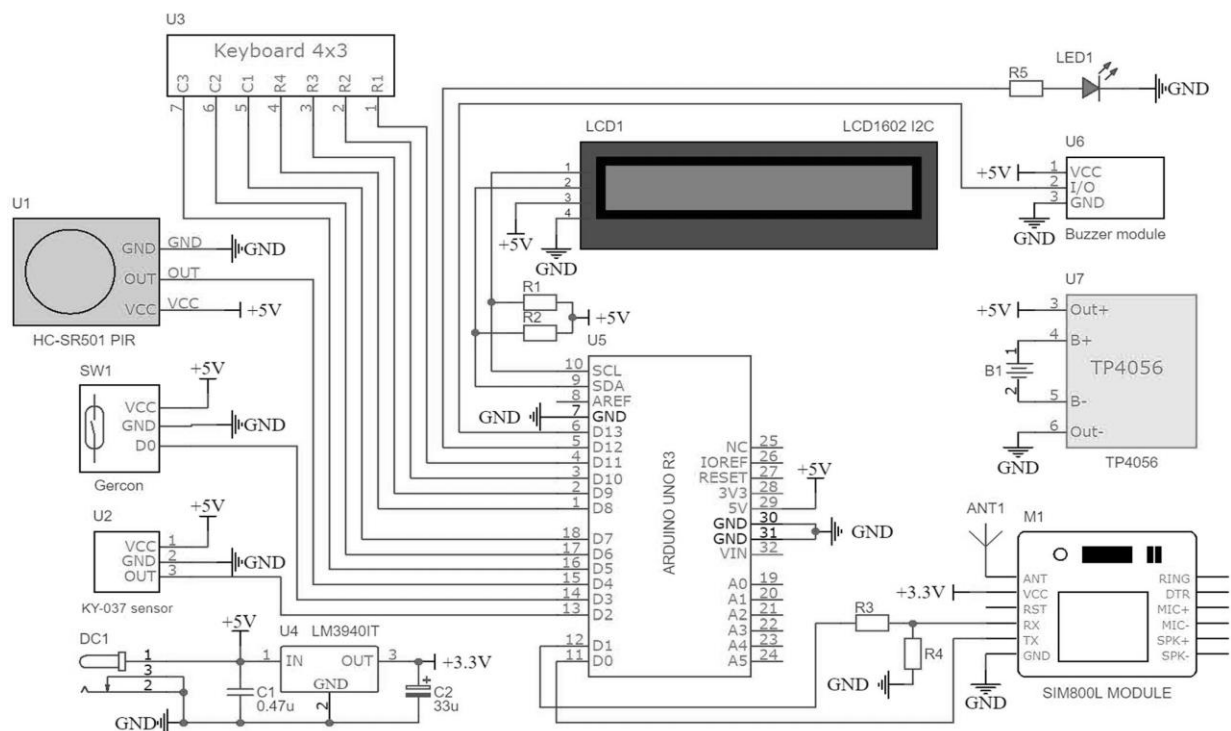 U3
Keyboard 4x3
C3 C2 C1 R4 R3 R2 R1
7 6 5 4 3 2 1
R5
LED1
GND
LCD1
LCD1602 I2C
1
2
3
4
+5V
GND
U6
+5V
1 VCC
2 I/O
3 GND
GND
Buzzer module
U1
GND GND GND
OUT OUT
VCC VCC +5V
HC-SR501 PIR
R1
R2
+5V
U7
+5V
3 Out+
4 B+
1
B1
2
TP4056
5 B-
6 Out-
GND
TP4056
SW1
+5V
VCC
GND GND
D0
Gercon
U2
+5V
VCC 1
GND 2 GND
OUT 3
KY-037 sensor
U5
ARDUINO UNO R3
10 SCL
9 SDA
8 AREF
GND 7 GND
6 D13
5 D12
4 D11
3 D10
2 D9
1 D8
18 D7
17 D6
16 D5
15 D4
14 D3
13 D2
12 D1
11 D0
NC 25
IOREF 26
RESET 27
3V3 28
5V 29
+5V
GND 30
GND 31
GND
VIN 32
A0 19
A1 20
A2 21
A3 22
A4 23
A5 24
DC1
1
3
2
+5V
U4 LM3940IT
1 IN OUT 3
GND
2
+3.3V
C1
0.47u
+
C2
33u
GND
R3
R4
GND
ANT1
M1
+3.3V
ANT RING
VCC DTR
RST MIC+
RX MIC-
TX SPK+
GND SPK-
GND
SIM800L MODULE